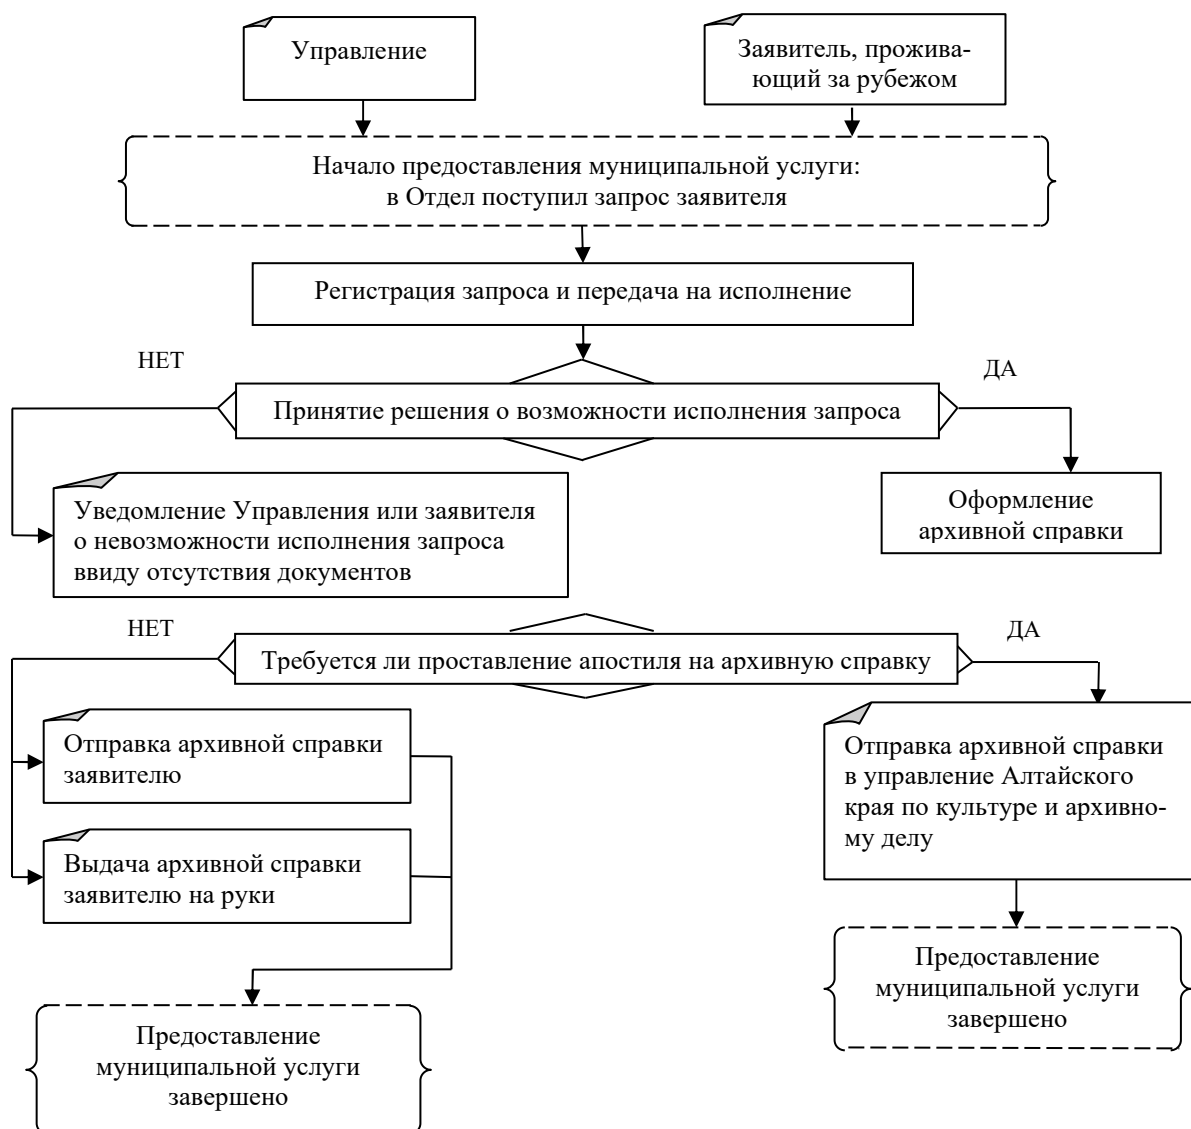 Управление
Заявитель, прожива-
ющий за рубежом
Начало предоставления муниципальной услуги:
в Отдел поступил запрос заявителя
Регистрация запроса и передача на исполнение
НЕТ
ДА
Принятие решения о возможности исполнения запроса
Уведомление Управления или заявителя
о невозможности исполнения запроса
ввиду отсутствия документов
Оформление
архивной справки
НЕТ
ДА
Требуется ли проставление апостиля на архивную справку
Отправка архивной справки
заявителю
Отправка архивной справки
в управление Алтайского
края по культуре и архивно-
му делу
Выдача архивной справки
заявителю на руки
Предоставление
муниципальной услуги
завершено
Предоставление
муниципальной услуги
завершено